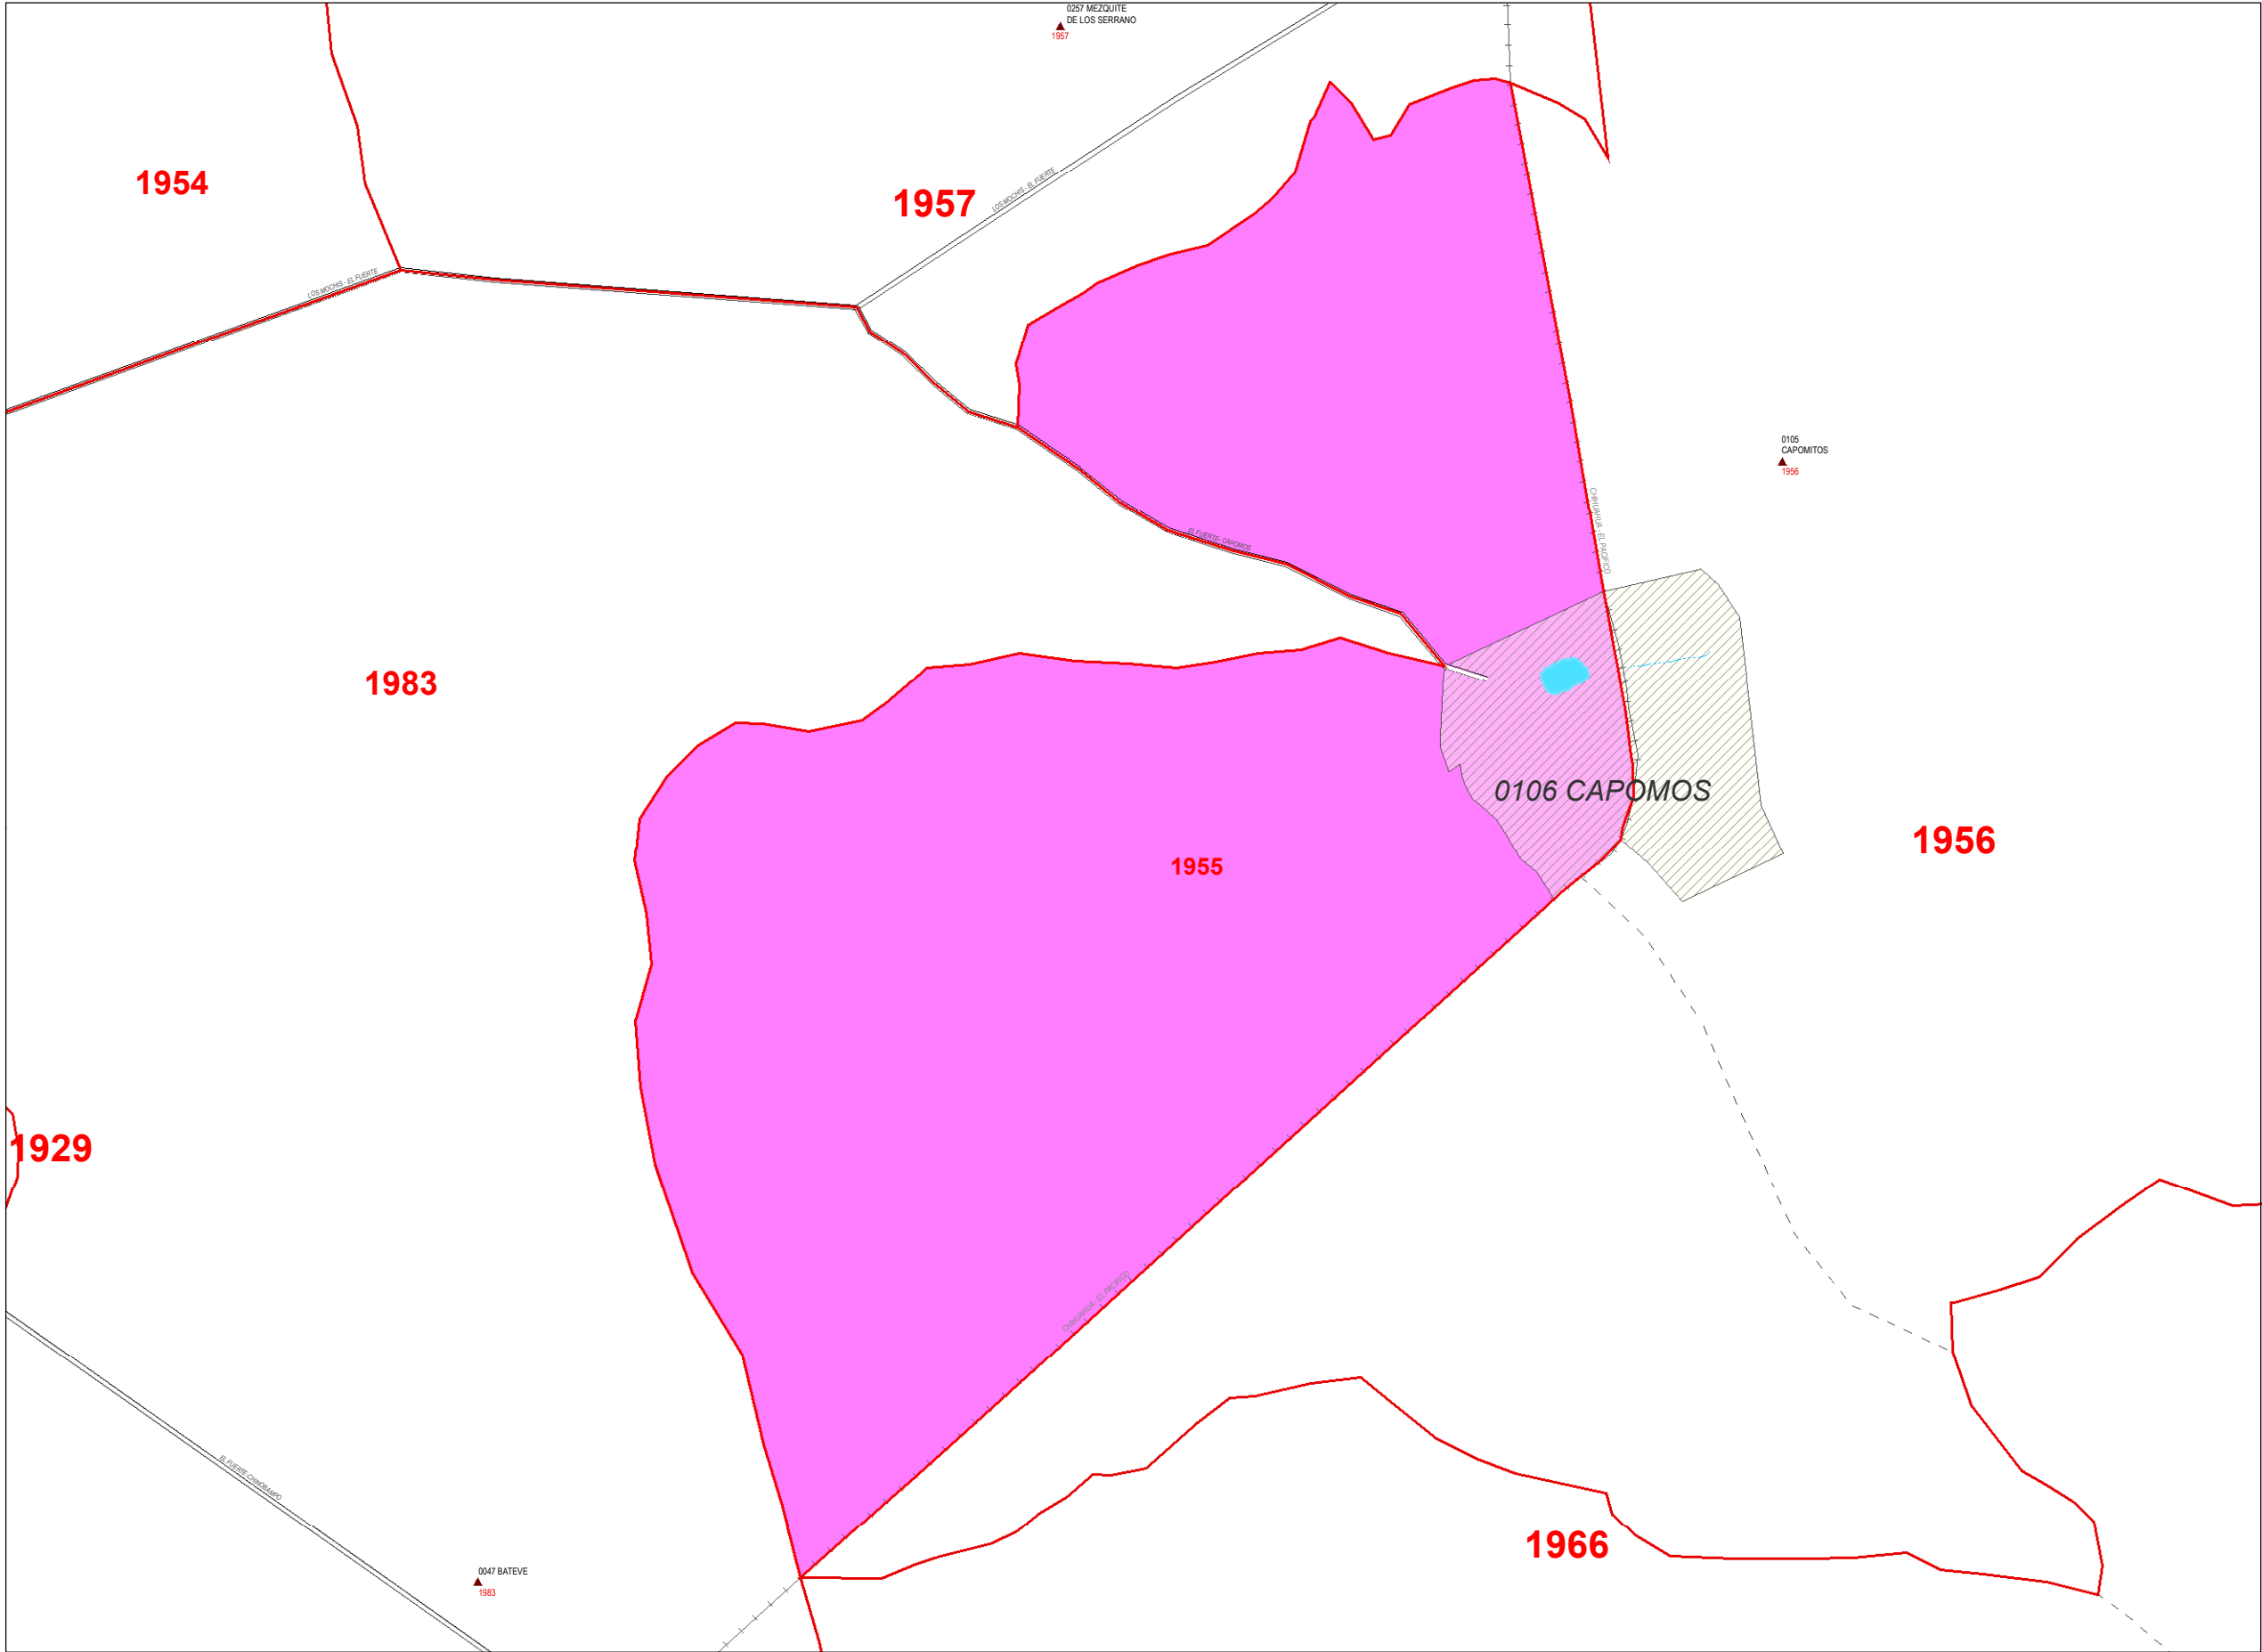 0257 MEZQUITE
DE LOS SERRANO
1957
1954
1957
LOS MOCHIS - EL FUERTE
LOS MOCHIS - EL FUERTE
0105
CAPOMITOS
1956
CHIHUAHUA - EL PACIFICO
EL FUERTE- CAPOMOS
1983
0106 CAPOMOS
1956
1955
1929
CHIHUAHUA - EL PACIFICO
EL FUERTE-CHINOBAMPO
1966
0047 BATEVE
1983